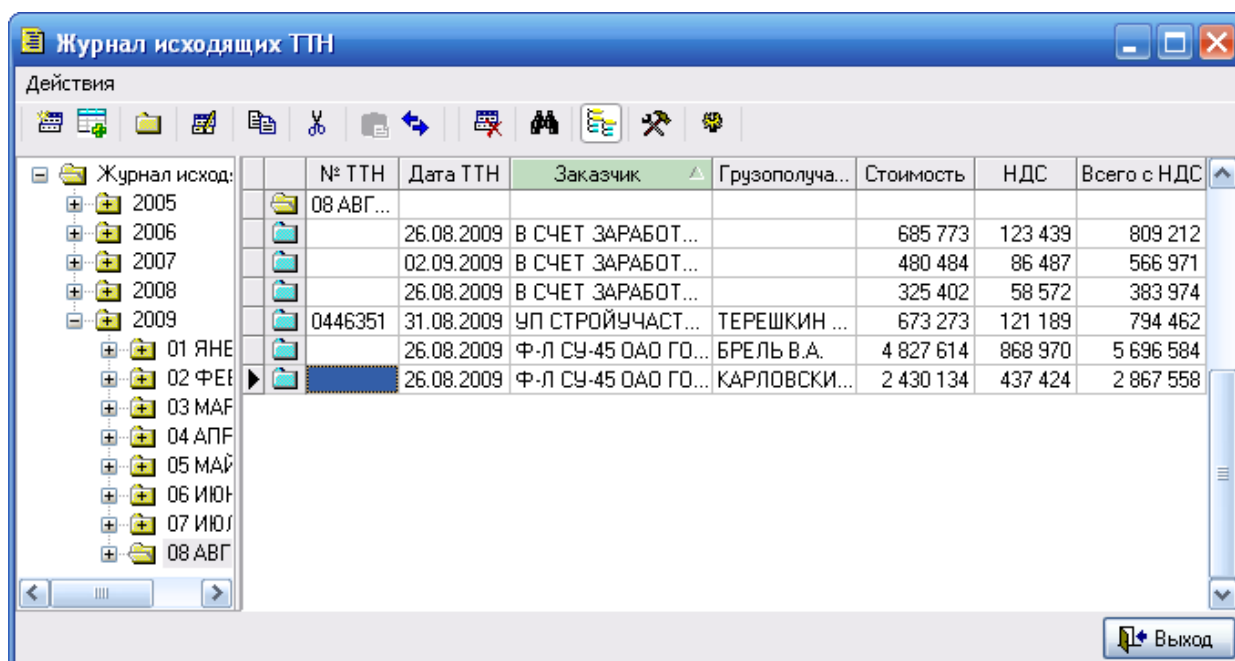 Журнал исходящих ТТН
Действия
Журнал исход:
2005
2006
2007
2008
2009
01 ЯНЕ
02 ФЕЕ
03 МАР
04 АПР
05 МАЙ
06 ИЮН
07 ИЮЛ
08 АВГ
№ ТТН Дата ТТН Заказчик Грузополуча... Стоимость НДС Всего с НДС
08 АВГ...
26.08.2009 В СЧЕТ ЗАРАБОТ... 685 773 123 439 809 212
02.09.2009 В СЧЕТ ЗАРАБОТ... 480 484 86 487 566 971
26.08.2009 В СЧЕТ ЗАРАБОТ... 325 402 58 572 383 974
0446351 31.08.2009 УП СТРОЙУЧАСТ... ТЕРЕШКИН ... 673 273 121 189 794 462
26.08.2009 Ф-Л СУ-45 ОАО ГО... БРЕЛЬ В.А. 4 827 614 868 970 5 696 584
26.08.2009 Ф-Л СУ-45 ОАО ГО... КАРЛОВСКИ... 2 430 134 437 424 2 867 558
Выход